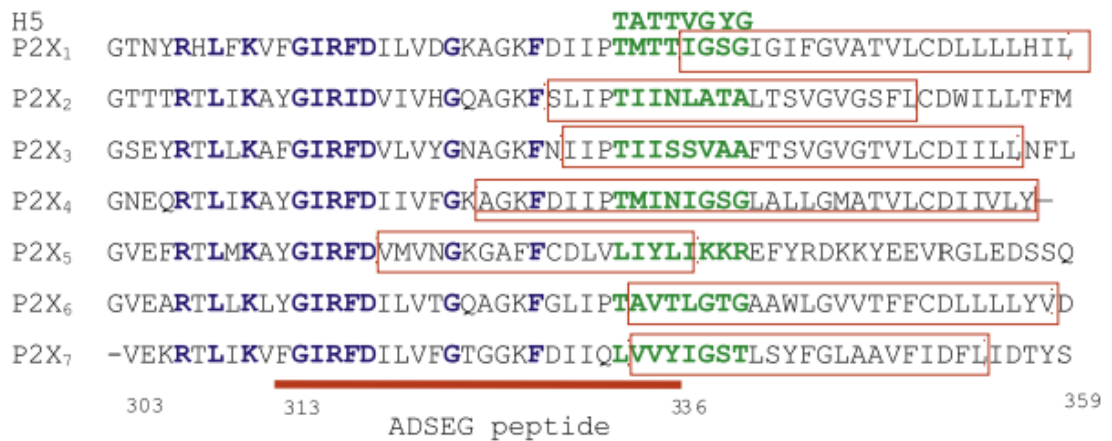 H5 TATTVGYG
P2X₁ GTNYRHLFKVFGIRFDILVDGKAGKFDIIPTMTTIGSGIGIFGVATVLCDLLLLHIL
P2X₂ GTTTRTLIKAYGIRIDVIVHGQAGKFSLIPTIINLATALTSVGVGSFLCDWILLTFM
P2X₃ GSEYRTLLKAFGIRFDVLVYGNAGKFNIIPTIISSVAAFTSVGVGTVLCDIILLNFL
P2X₄ GNEQRTLIKAYGIRFDIIVFGKAGKFDIIPTMINIGSGLALLGMATVLCDIIVLY–
P2X₅ GVEFRTLMKAYGIRFDVMVNGKGAFFCDLVLIYLIKKREFYRDKKYEEVRGLEDSSQ
P2X₆ GVEARTLLKLYGIRFDILVTGQAGKFGLIPTAVTLGTGAAWLGVVTFFCDLLLLYVD
P2X₇ -VEKRTLIKVFGIRFDILVFGTGGKFDIIQLVVYIGSTLSYFGLAAVFIDFLIDTYS
303 313 336 359
ADSEG peptide